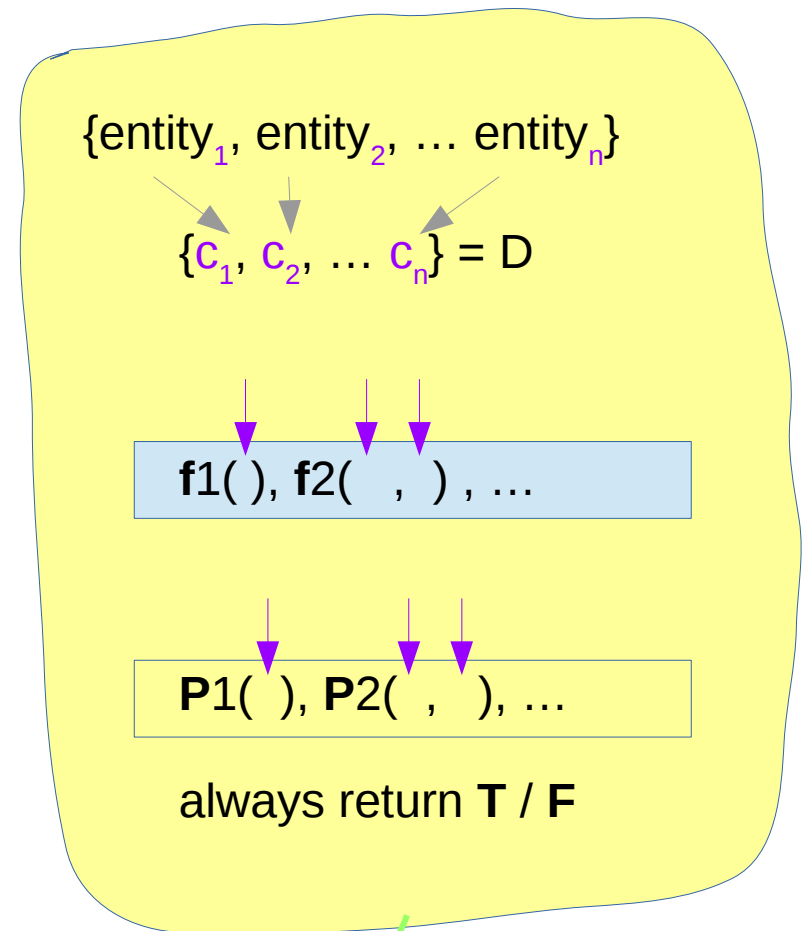 {entity₁, entity₂, … entityₙ}
{c₁, c₂, … cₙ} = D
f1( ), f2(   ,  ) , …
P1(  ), P2(  ,   ), …
always return T / F